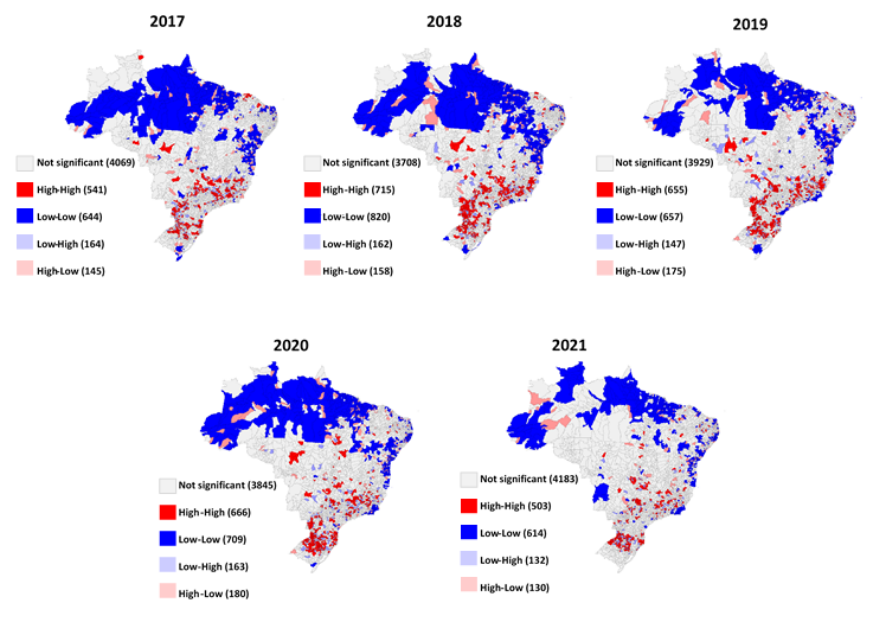 2017
2018
2019
Not significant (4069)
High-High (541)
Low-Low (644)
Low-High (164)
High-Low (145)
Not significant (3708)
High-High (715)
Low-Low (820)
Low-High (162)
High-Low (158)
Not significant (3929)
High-High (655)
Low-Low (657)
Low-High (147)
High-Low (175)
2020
2021
Not significant (3845)
High-High (666)
Low-Low (709)
Low-High (163)
High-Low (180)
Not significant (4183)
High-High (503)
Low-Low (614)
Low-High (132)
High-Low (130)